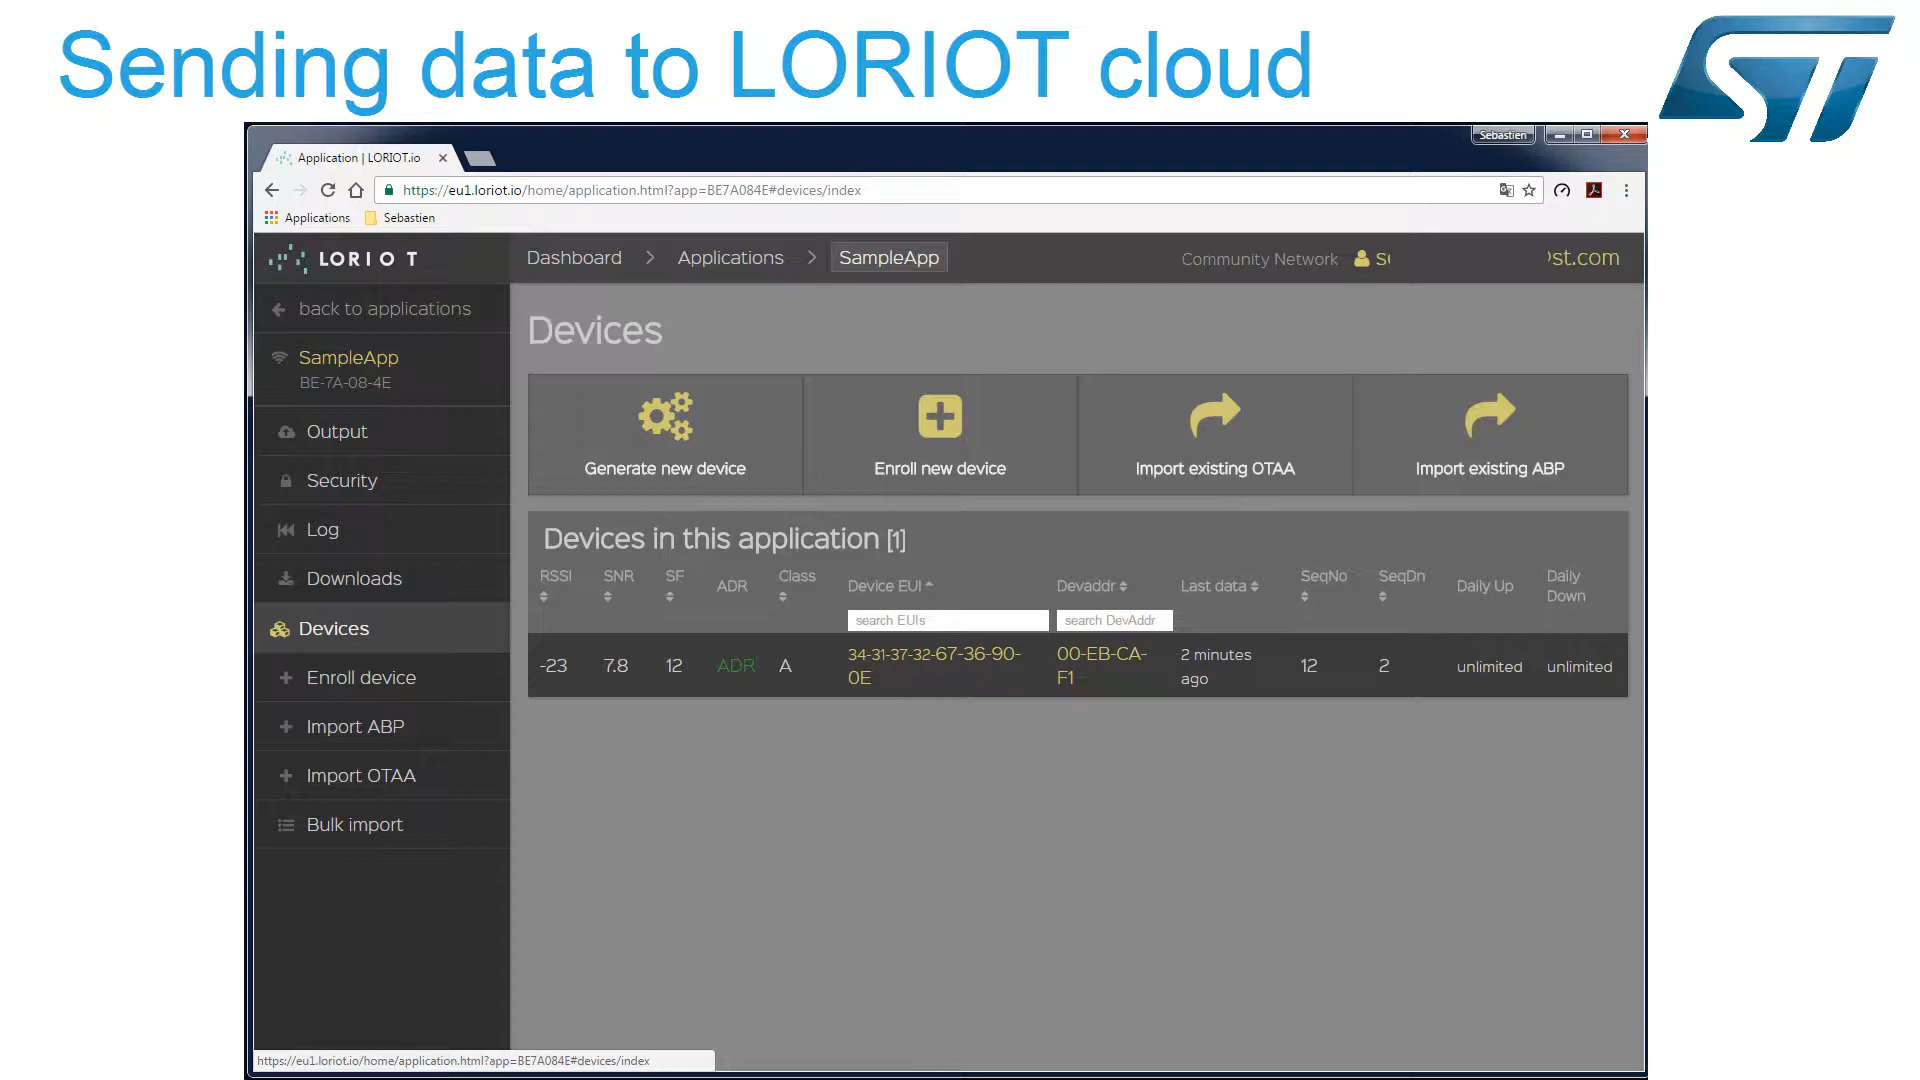 Sending data to LORIOT cloud
ST
Sebastien
Application | LORIOT.io
https://eu1.loriot.io/home/application.html?app=BE7A084E#devices/index
Applications Sebastien
LORIOT Dashboard Applications SampleApp Community Network st.com
back to applications
SampleApp
BE-7A-08-4E
Output
Security
Log
Downloads
Devices
Enroll device
Import ABP
Import OTAA
Bulk import
Devices
Generate new device Enroll new device Import existing OTAA Import existing ABP
Devices in this application [1]
RSSI SNR SF ADR Class Device EUI Devaddr Last data SeqNo SeqDn Daily Up Daily Down
search EUIs search DevAddr
-23 7.8 12 ADR A 34-31-37-32-67-36-90- 00-EB-CA- 2 minutes 12 2 unlimited unlimited
0E F1 ago
https://eu1.loriot.io/home/application.html?app=BE7A084E#devices/index